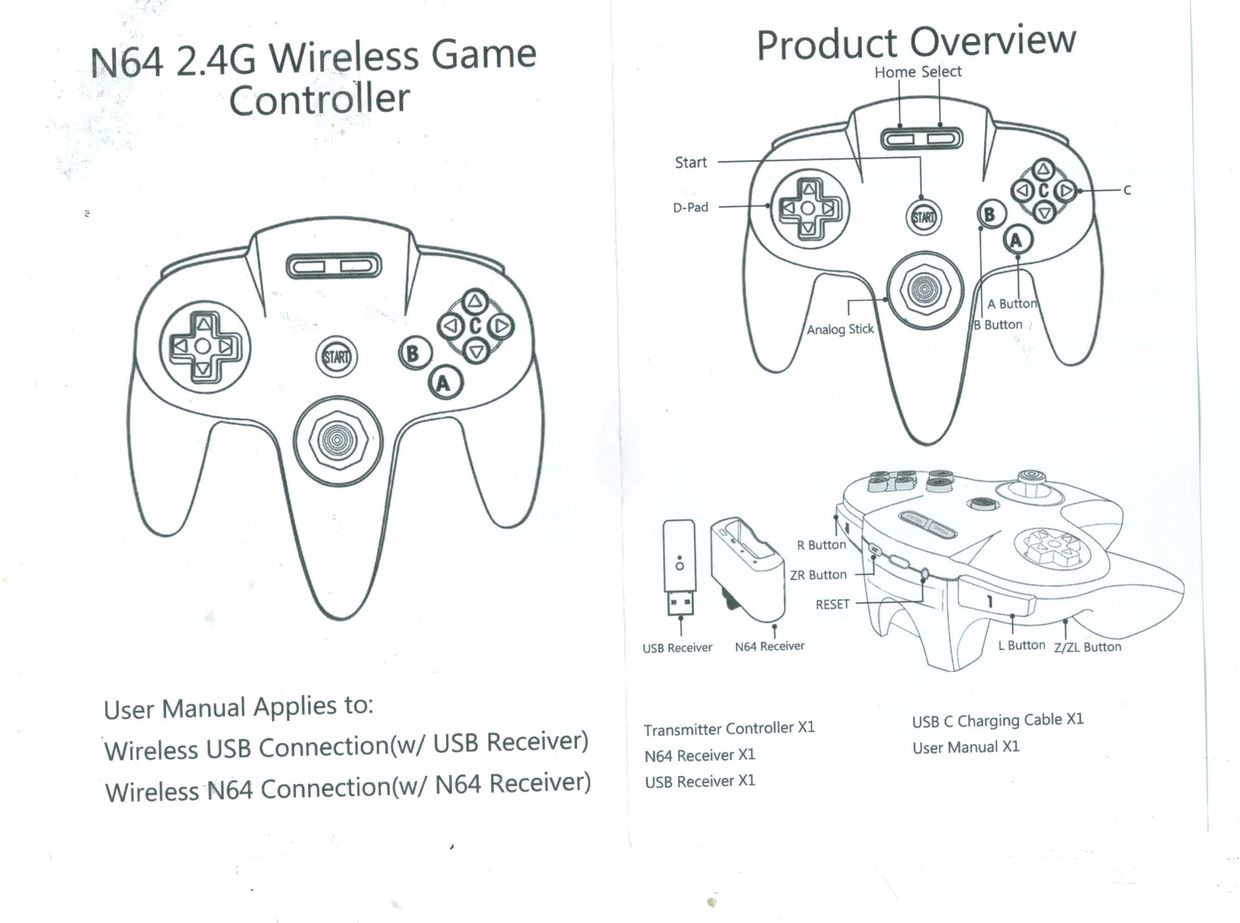 N64 2.4G Wireless Game
Controller
START
B
C
A
User Manual Applies to:
Wireless USB Connection(w/ USB Receiver)
Wireless N64 Connection(w/ N64 Receiver)
Product Overview
Home Select
Start
D-Pad
START
B
C
A
C
A Button
Analog Stick
B Button
R Button
ZR Button
RESET
USB Receiver
N64 Receiver
L Button
Z/ZL Button
Transmitter Controller X1
N64 Receiver X1
USB Receiver X1
USB C Charging Cable X1
User Manual X1